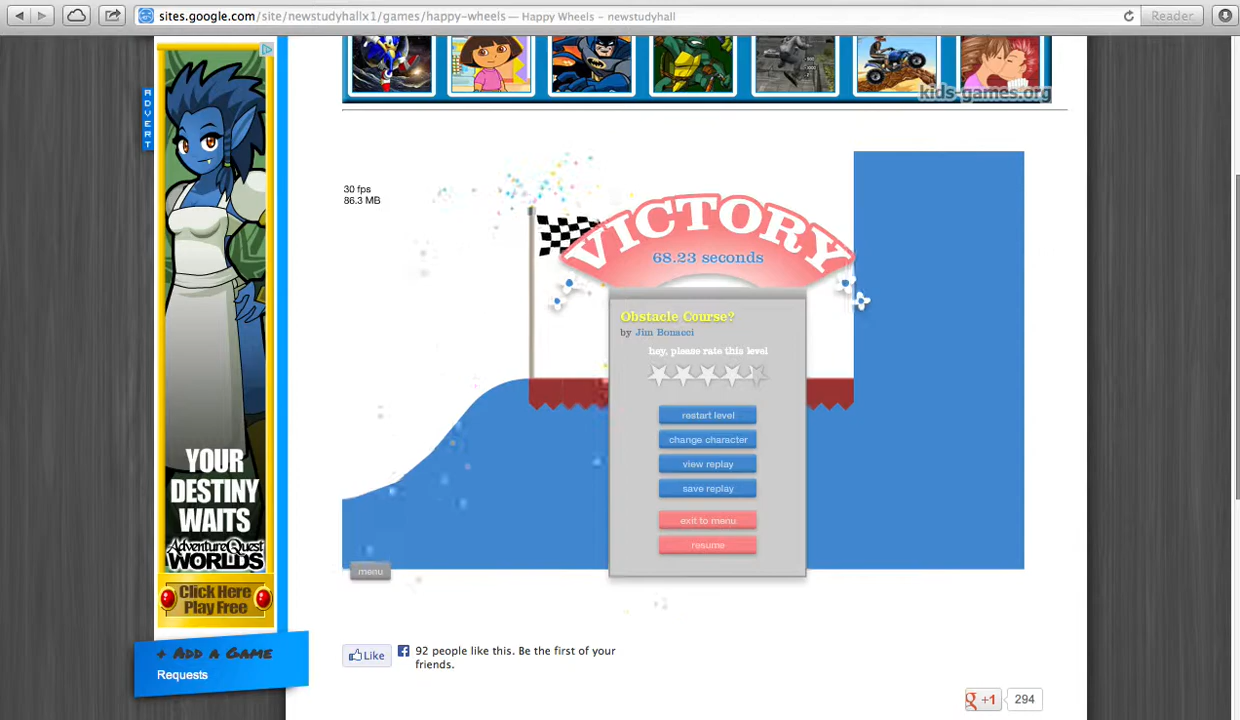 sites.google.com/site/newstudyhallx1/games/happy-wheels — Happy Wheels – newstudyhall
Reader
kids-games.org
ADVERT
30 fps
86.3 MB
VICTORY
68.23 seconds
Obstacle Course?
by Jim Bonacci
hey, please rate this level
restart level
change character
view replay
save replay
exit to menu
resume
menu
YOUR
DESTINY
WAITS
AdventureQuest
WORLDS
Click Here
Play Free
+ ADD A GAME
Requests
Like
92 people like this. Be the first of your
friends.
+1
294